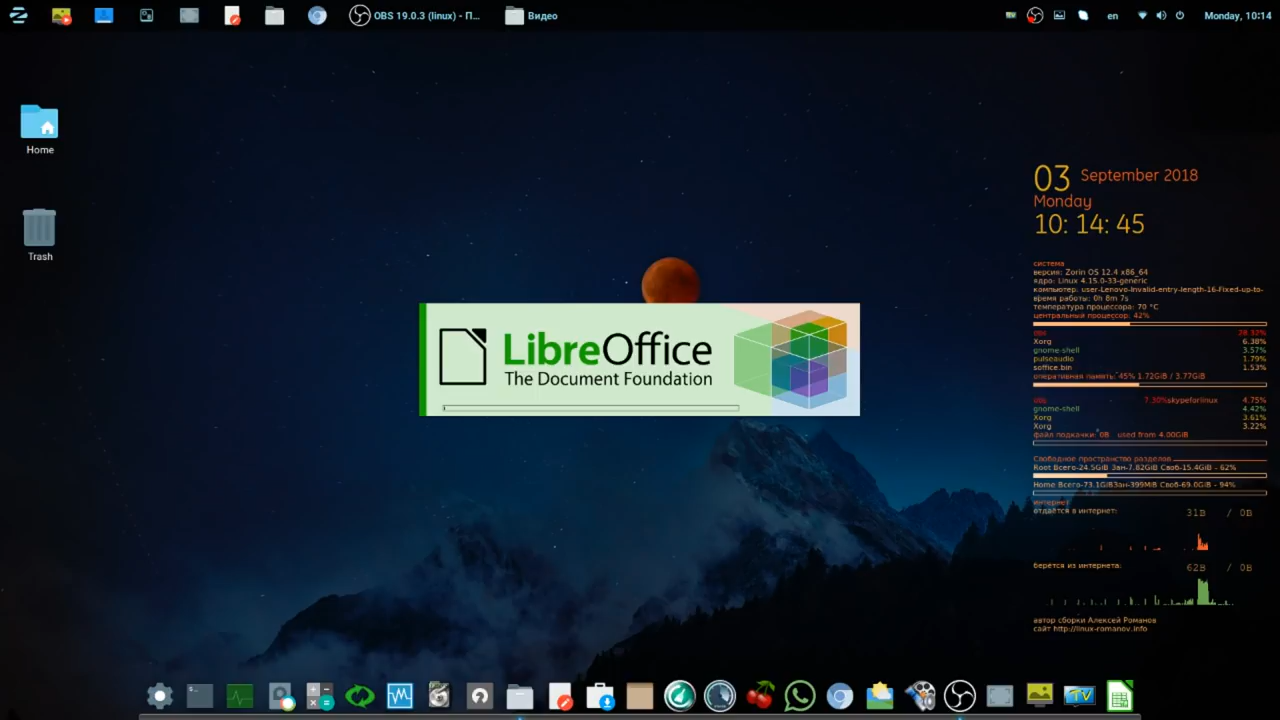 OBS 19.0.3 (linux) - П...
Видео
en
Monday, 10:14
Home
Trash
LibreOffice
The Document Foundation
03 September 2018
Monday
10: 14: 45
система
версия: Zorin OS 12.4 x86_64
ядро: Linux 4.15.0-33-generic
компьютер: user-Lenovo-Invalid-entry-length-16-Fixed-up-to-
время работы: 0h 8m 7s
температура процессора: 70 °C
центральный процессор: 42%
obs 28.32%
Xorg 6.38%
gnome-shell 3.57%
pulseaudio 1.79%
soffice.bin 1.53%
оперативная память: 45% 1.72GiB / 3.77GiB
obs 7.30%skypeforlinux 4.75%
gnome-shell 4.42%
Xorg 3.61%
Xorg 3.22%
файл подкачки: 0B used from 4.00GiB
Свободное пространство разделов
Root Всего-24.5GiB Зан-7.82GiB Своб-15.4GiB - 62%
Home Всего-73.1GiBЗан-399MiB Своб-69.0GiB - 94%
интернет
отдаётся в интернет: 31B / 0B
берётся из интернета: 62B / 0B
автор сборки Алексей Романов
сайт http://linux-romanov.info
TV